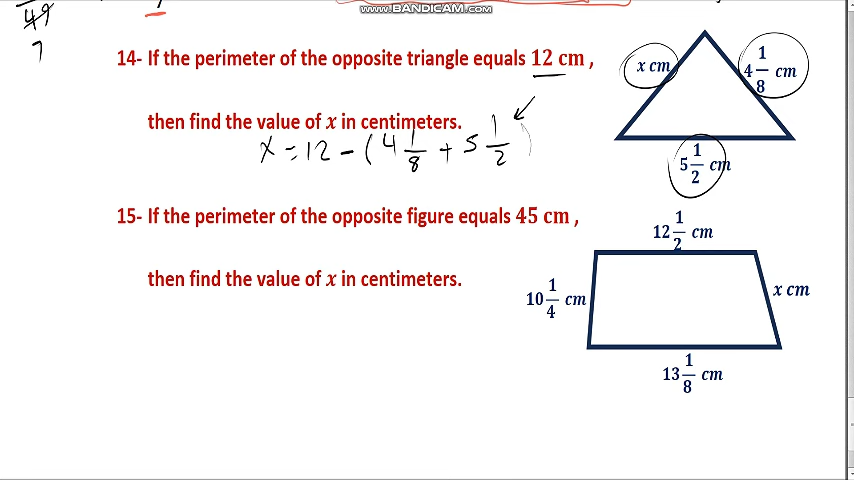 www.BANDICAM.com
49
7
14- If the perimeter of the opposite triangle equals 12 cm ,
then find the value of x in centimeters.
x cm
4 1/8 cm
5 1/2 cm
x = 12 - ( 4 1/8 + 5 1/2 )
15- If the perimeter of the opposite figure equals 45 cm ,
then find the value of x in centimeters.
12 1/2 cm
10 1/4 cm
x cm
13 1/8 cm